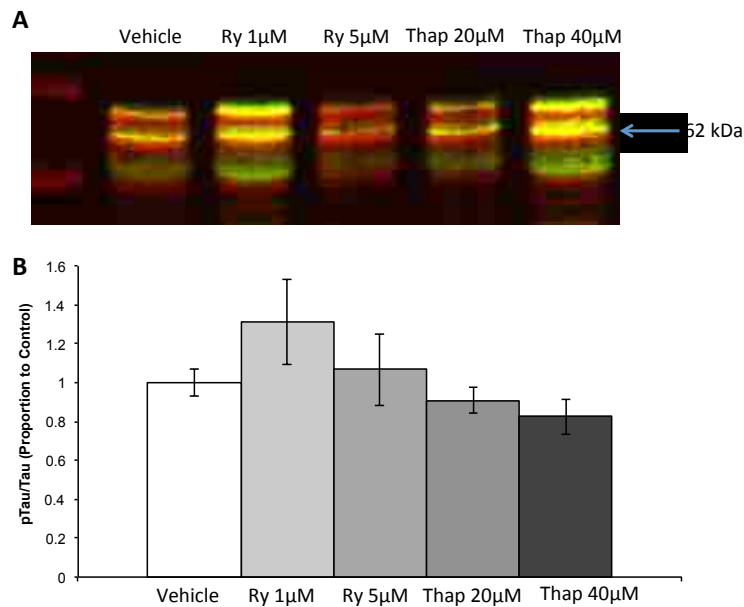 A
Vehicle Ry 1µM Ry 5µM Thap 20µM Thap 40µM
62 kDa
B
pTau/Tau (Proportion to Control)
1.6
1.4
1.2
1
0.8
0.6
0.4
0.2
0
Vehicle Ry 1µM Ry 5µM Thap 20µM Thap 40µM